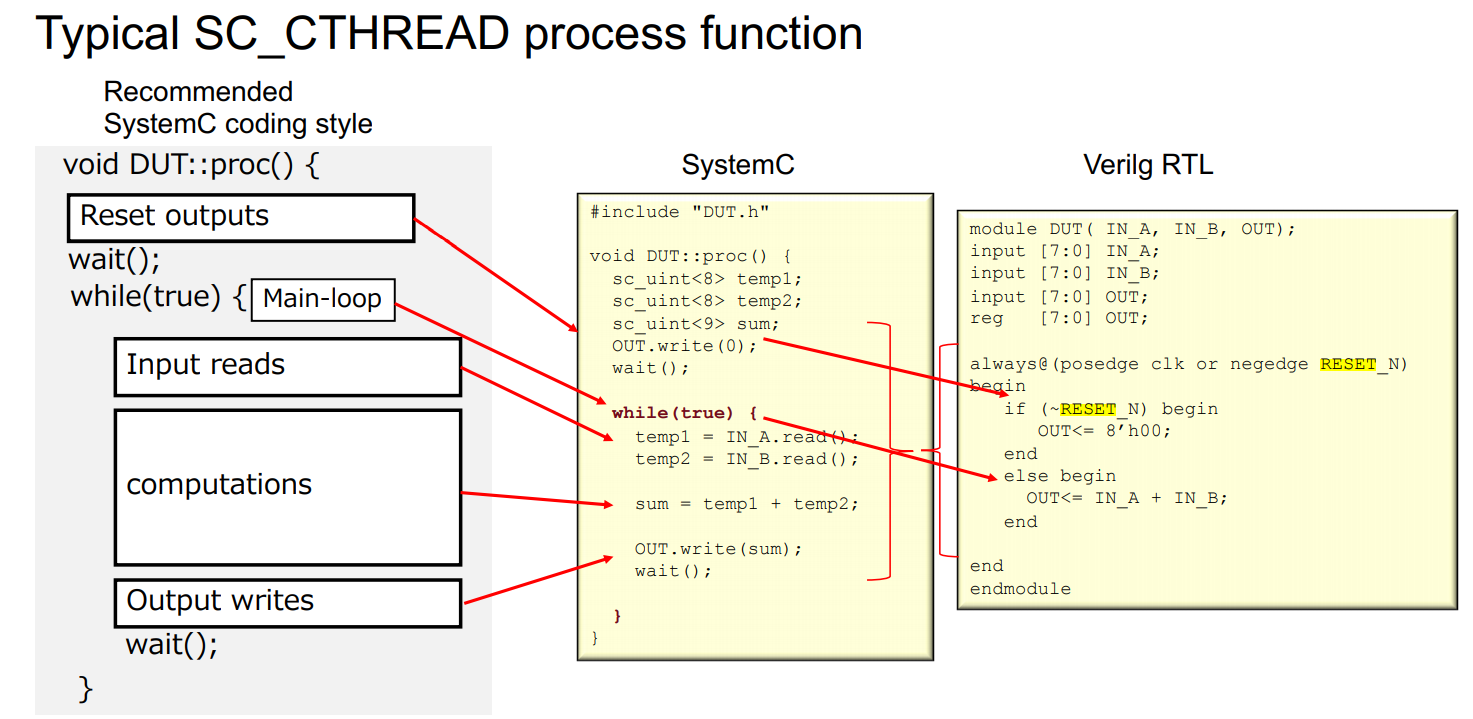 Typical SC_CTHREAD process function
Recommended
SystemC coding style
void DUT::proc() {
Reset outputs
wait();
while(true) {
Main-loop
Input reads
computations
Output writes
wait();
}
SystemC
#include "DUT.h"
void DUT::proc() {
sc_uint<8> temp1;
sc_uint<8> temp2;
sc_uint<9> sum;
OUT.write(0);
wait();
while(true) {
temp1 = IN_A.read();
temp2 = IN_B.read();
sum = temp1 + temp2;
OUT.write(sum);
wait();
}
}
Verilg RTL
module DUT( IN_A, IN_B, OUT);
input [7:0] IN_A;
input [7:0] IN_B;
input [7:0] OUT;
reg [7:0] OUT;
always@(posedge clk or negedge RESET_N)
begin
if (~RESET_N) begin
OUT<= 8’h00;
end
else begin
OUT<= IN_A + IN_B;
end
end
endmodule